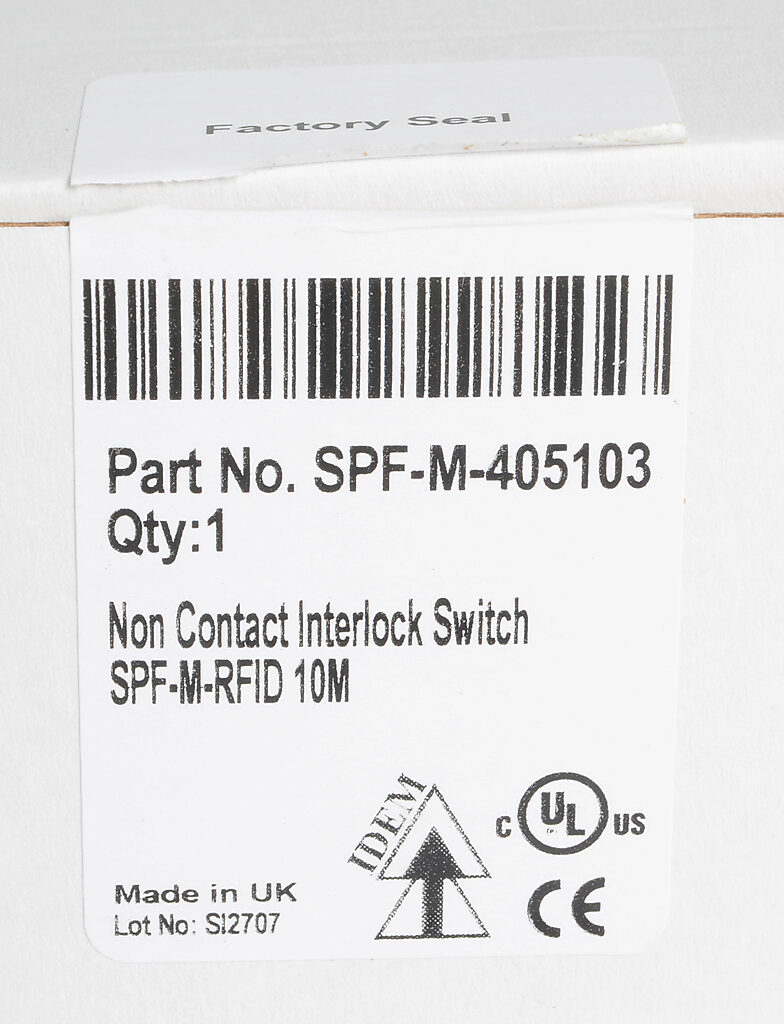 Factory Seal
Part No. SPF-M-405103
Qty:1
Non Contact Interlock Switch
SPF-M-RFID 10M
IDEM
C UL US
CE
Made in UK
Lot No: SI2707